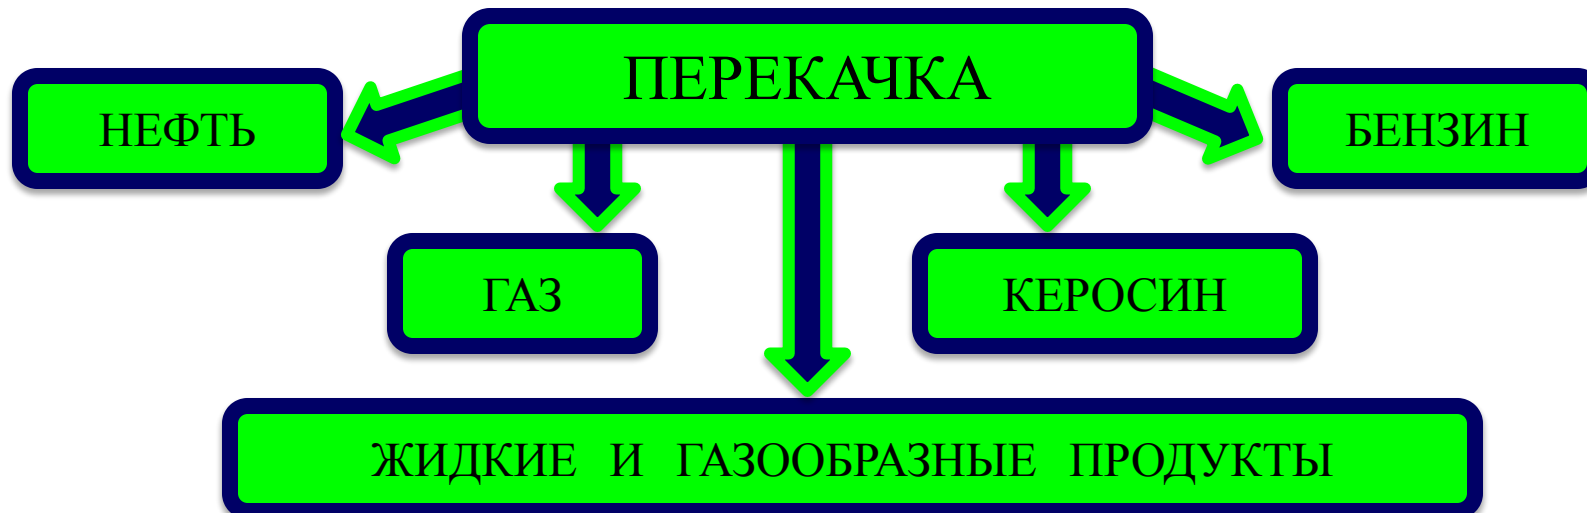 ПЕРЕКАЧКА
НЕФТЬ
БЕНЗИН
ГАЗ
КЕРОСИН
ЖИДКИЕ И ГАЗООБРАЗНЫЕ ПРОДУКТЫ